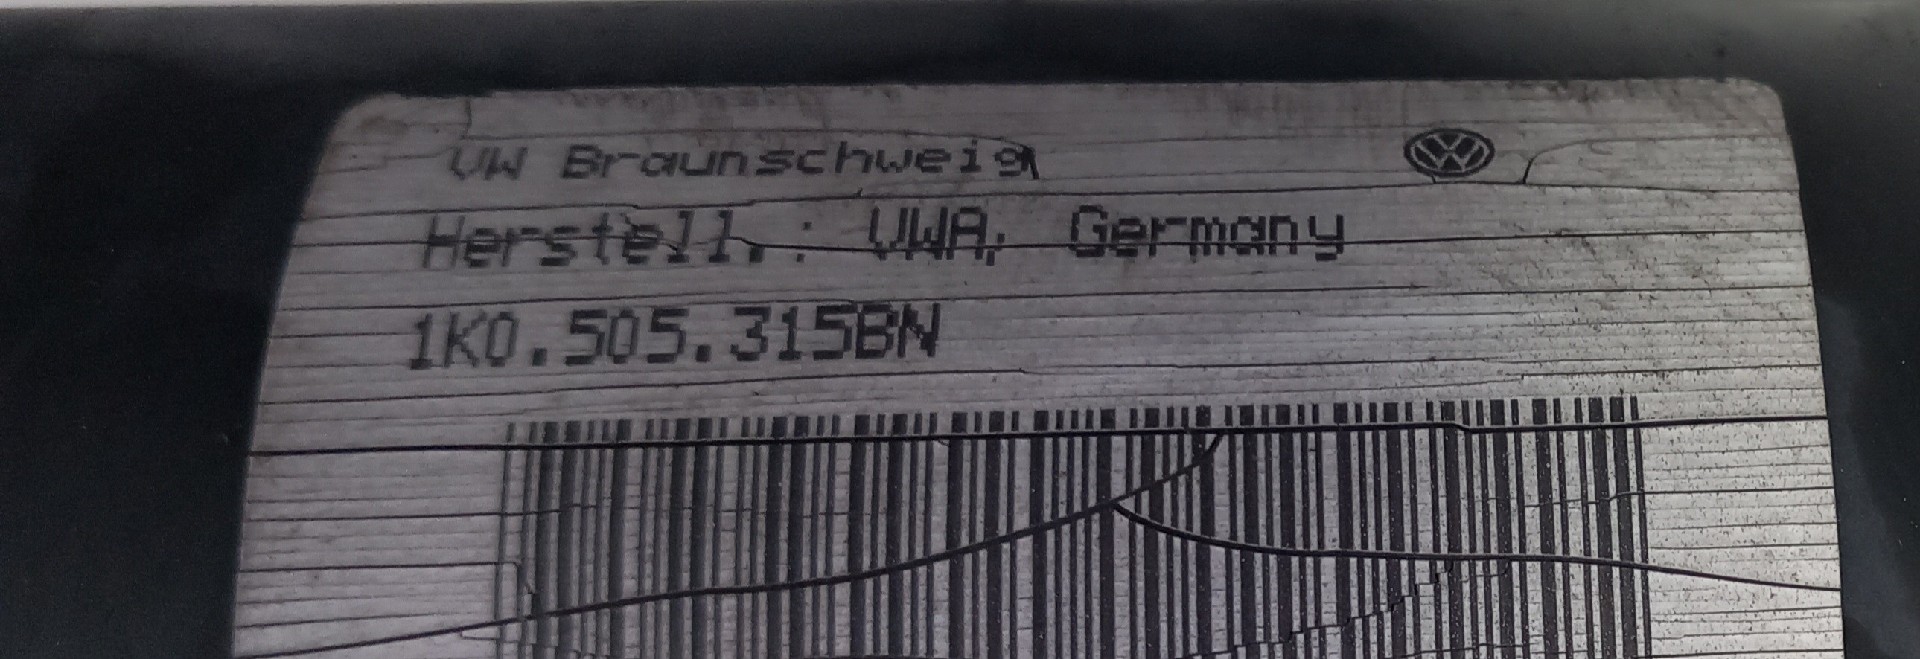 VW Braunschweig
Herstell.: VWA, Germany
1K0.505.315BN